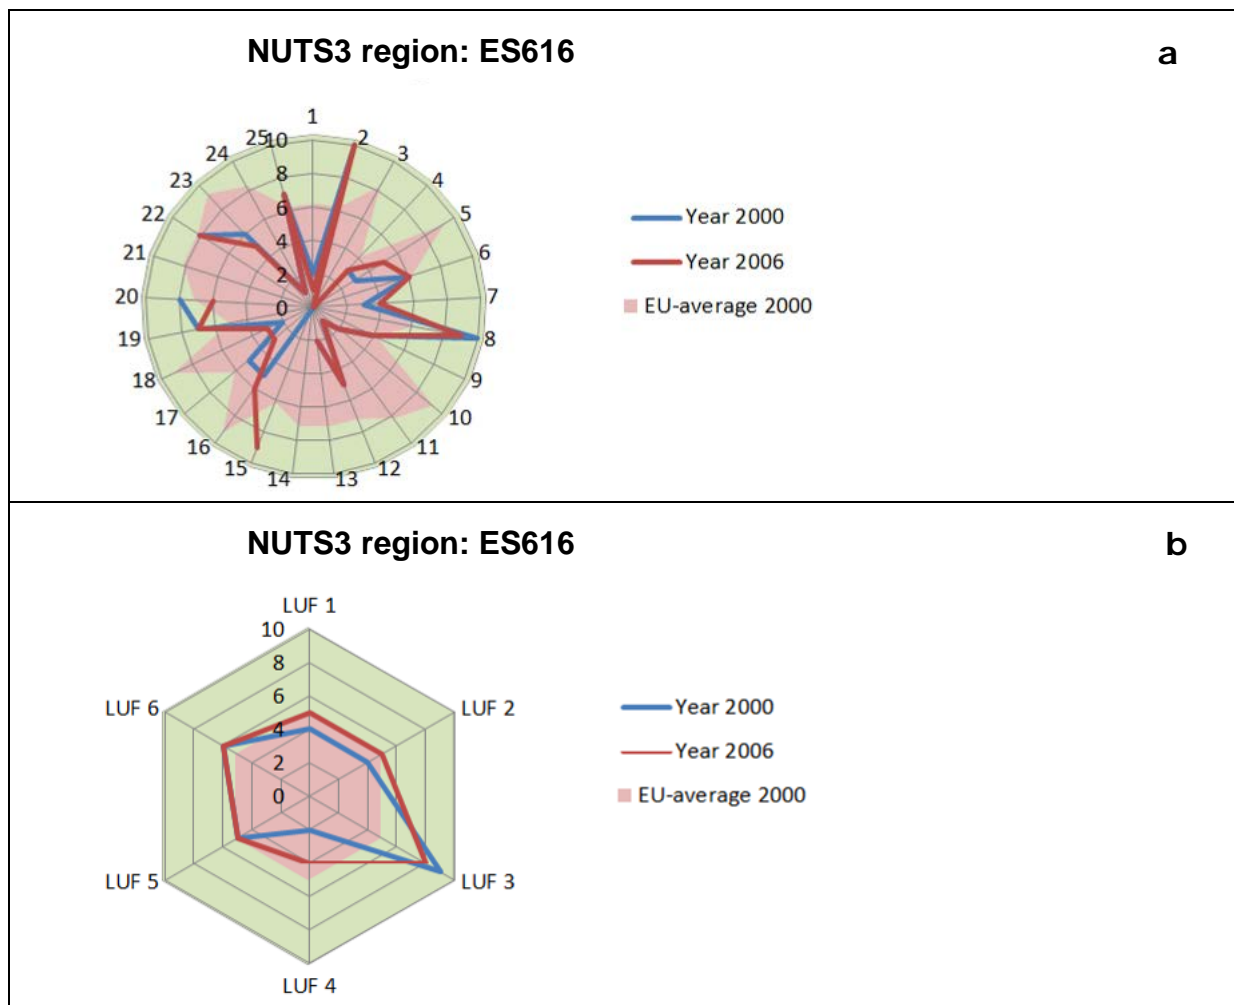 NUTS3 region: ES616
a
1
2
3
4
5
6
7
8
9
10
11
12
13
14
15
16
17
18
19
20
21
22
23
24
25
10
8
6
4
2
0
Year 2000
Year 2006
EU-average 2000
NUTS3 region: ES616
b
LUF 1
LUF 2
LUF 3
LUF 4
LUF 5
LUF 6
10
8
6
4
2
0
Year 2000
Year 2006
EU-average 2000